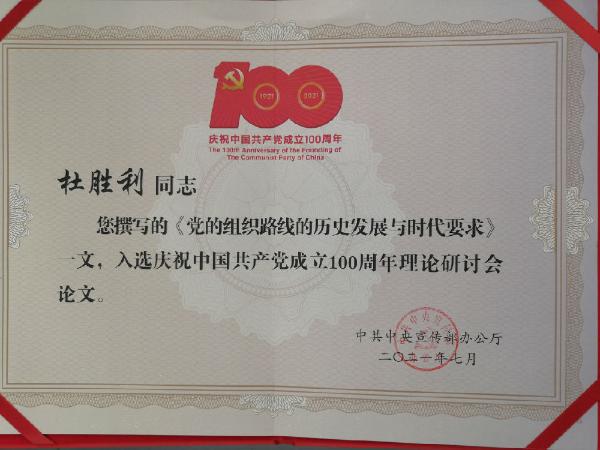 100
1921 2021
庆祝中国共产党成立100周年
The 100th Anniversary of the Founding of
The Communist Party of China
杜胜利 同志
您撰写的《党的组织路线的历史发展与时代要求》
一文，入选庆祝中国共产党成立100周年理论研讨会
论文。
中共中央宣传部办公厅
二〇二一年七月